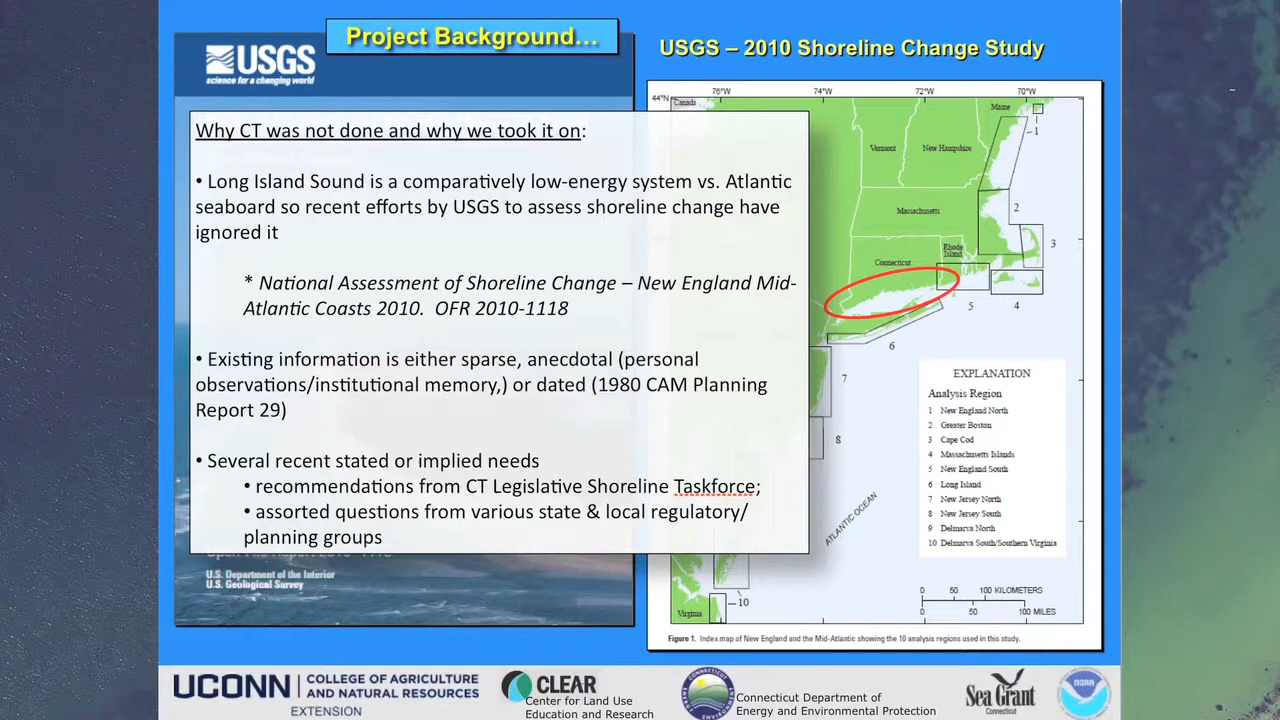 Project Background...
USGS
science for a changing world
USGS – 2010 Shoreline Change Study
Why CT was not done and why we took it on:
• Long Island Sound is a comparatively low-energy system vs. Atlantic
seaboard so recent efforts by USGS to assess shoreline change have
ignored it
* National Assessment of Shoreline Change – New England Mid-
Atlantic Coasts 2010. OFR 2010-1118
• Existing information is either sparse, anecdotal (personal
observations/institutional memory,) or dated (1980 CAM Planning
Report 29)
• Several recent stated or implied needs
• recommendations from CT Legislative Shoreline Taskforce;
• assorted questions from various state & local regulatory/
planning groups
U.S. Department of the Interior
U.S. Geological Survey
76°W
74°W
72°W
70°W
44°N
Canada
Maine
1
Vermont
New Hampshire
Massachusetts
2
3
Rhode
Island
Connecticut
4
5
6
7
8
ATLANTIC OCEAN
Virginia
10
EXPLANATION
Analysis Region
1 New England North
2 Greater Boston
3 Cape Cod
4 Massachusetts Islands
5 New England South
6 Long Island
7 New Jersey North
8 New Jersey South
9 Delmarva North
10 Delmarva South/Southern Virginia
0 50 100 KILOMETERS
0 50 100 MILES
Figure 1. Index map of New England and the Mid-Atlantic showing the 10 analysis regions used in this study.
UCONN
COLLEGE OF AGRICULTURE
AND NATURAL RESOURCES
EXTENSION
CLEAR
Center for Land Use
Education and Research
Connecticut Department of
Energy and Environmental Protection
Sea Grant
Connecticut
NOAA